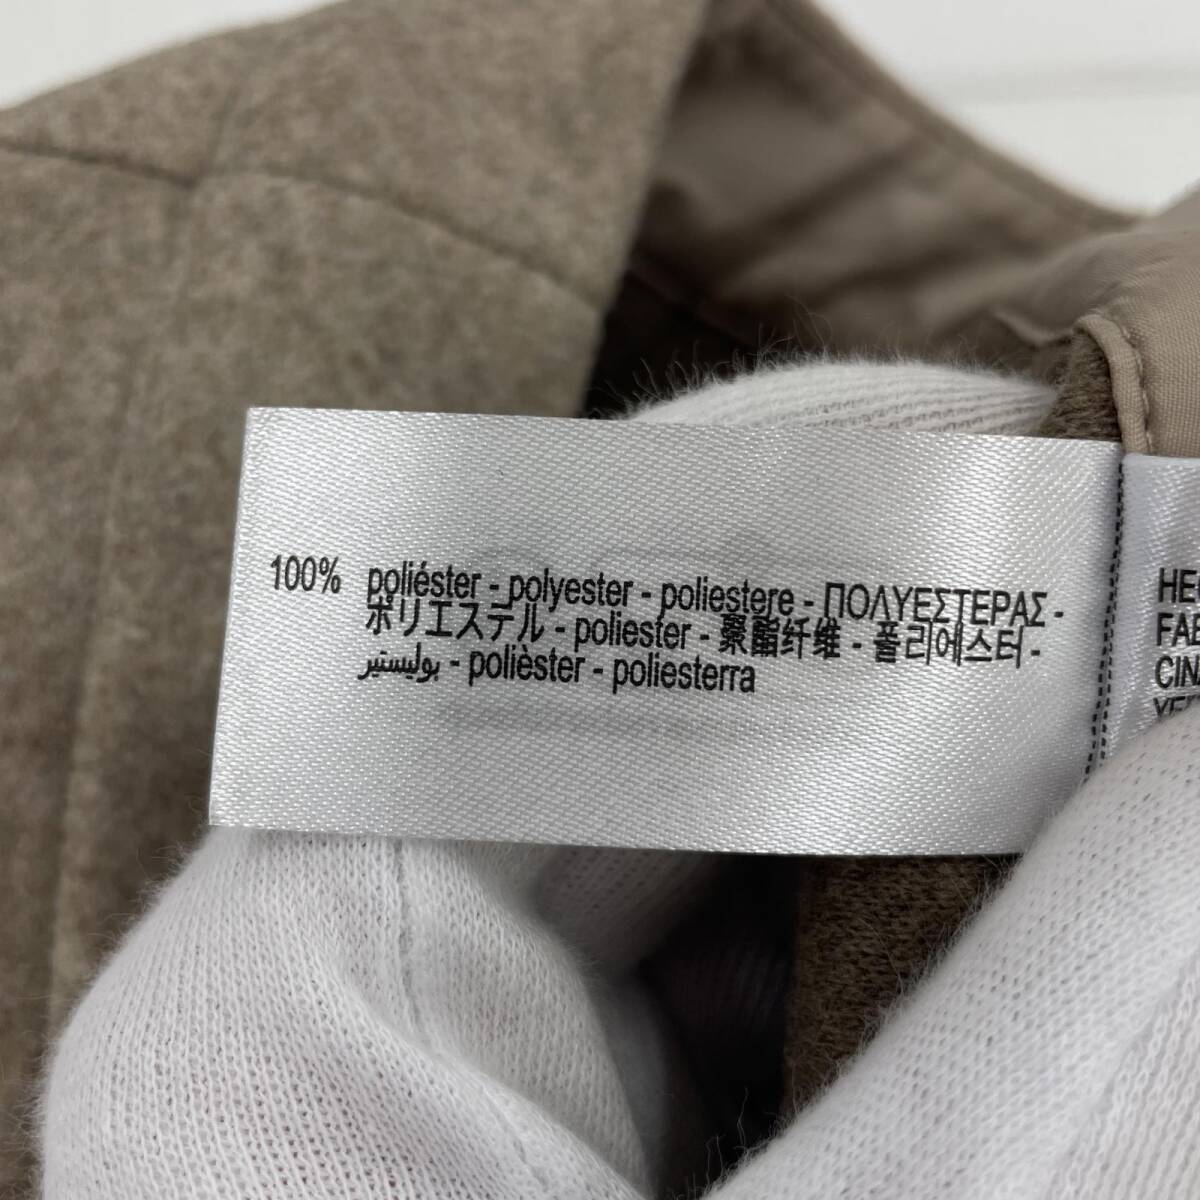 100% poliéster - polyester - poliestere - ΠΟΛΥΕΣΤΕΡΑΣ -
ポリエステル - poliester - 聚酯纤维 - 폴리에스터 -
بوليستير - polièster - poliesterra
HE
FAB
CINA